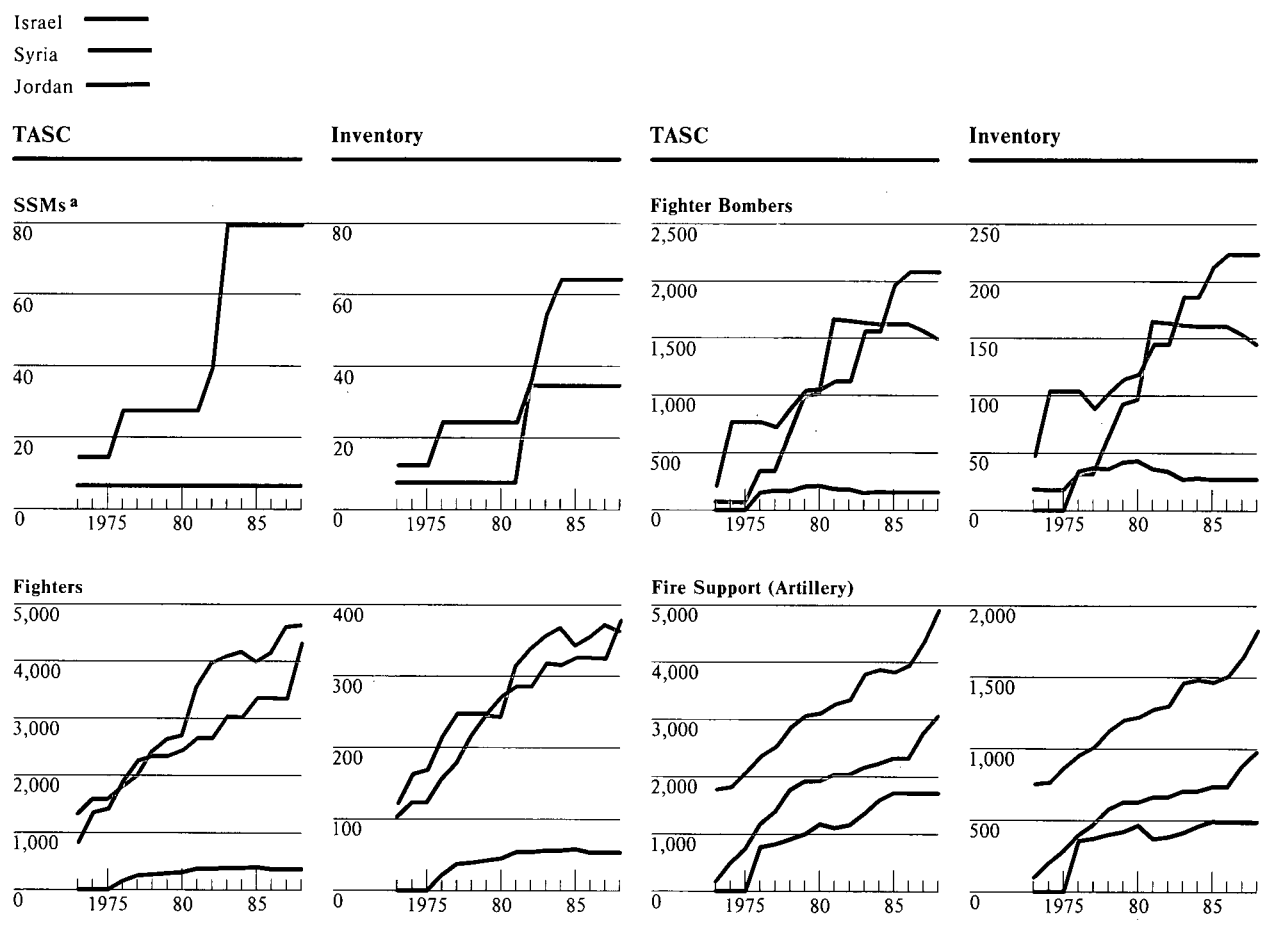 Israel
Syria
Jordan
TASC Inventory TASC Inventory
SSMs a
80 80
60 60
40 40
20 20
0 1975 80 85 0 1975 80 85
Fighter Bombers
2,500 250
2,000 200
1,500 150
1,000 100
500 50
0 1975 80 85 0 1975 80 85
Fighters
5,000 400
4,000 300
3,000 200
2,000 100
1,000
0 1975 80 85 0 1975 80 85
Fire Support (Artillery)
5,000 2,000
4,000 1,500
3,000 1,000
2,000 500
1,000
0 1975 80 85 0 1975 80 85